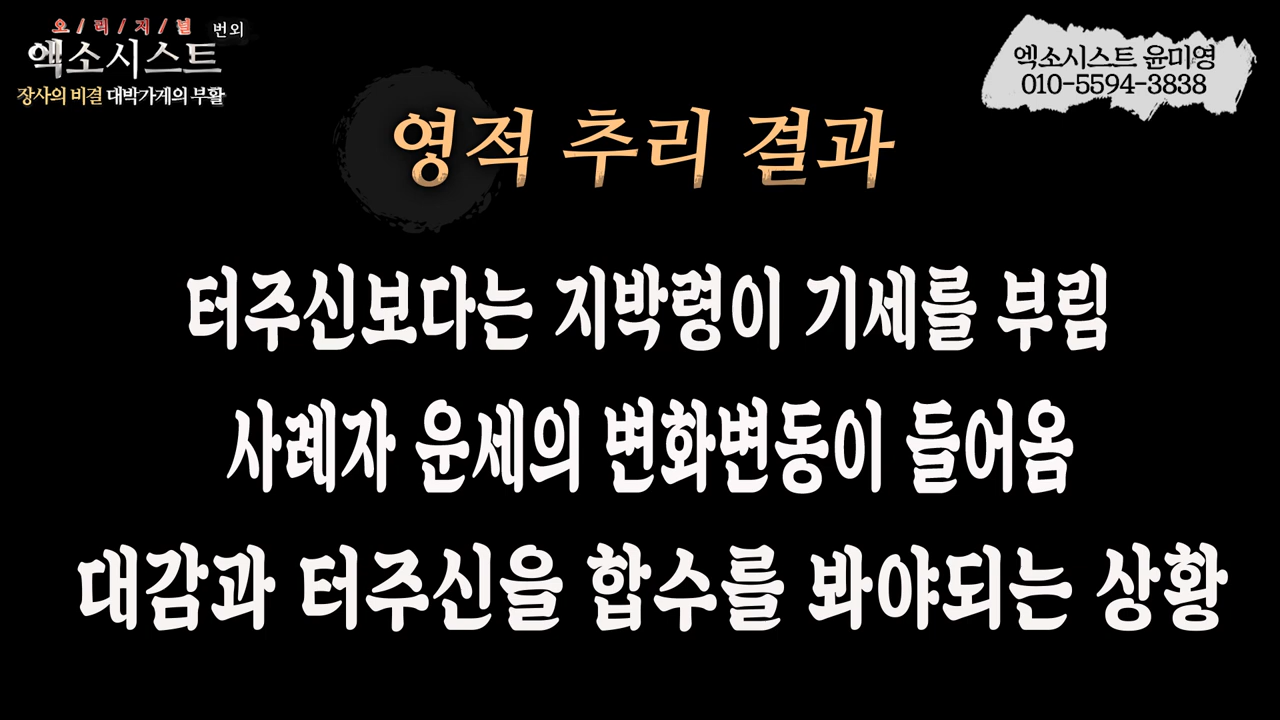 오/리/지/널 번외
엑소시스트
장사의 비결 대박가게의 부활
엑소시스트 윤미영
010-5594-3838
영적 추리 결과
터주신보다는 지박령이 기세를 부림
사례자 운세의 변화변동이 들어옴
대감과 터주신을 합수를 봐야되는 상황